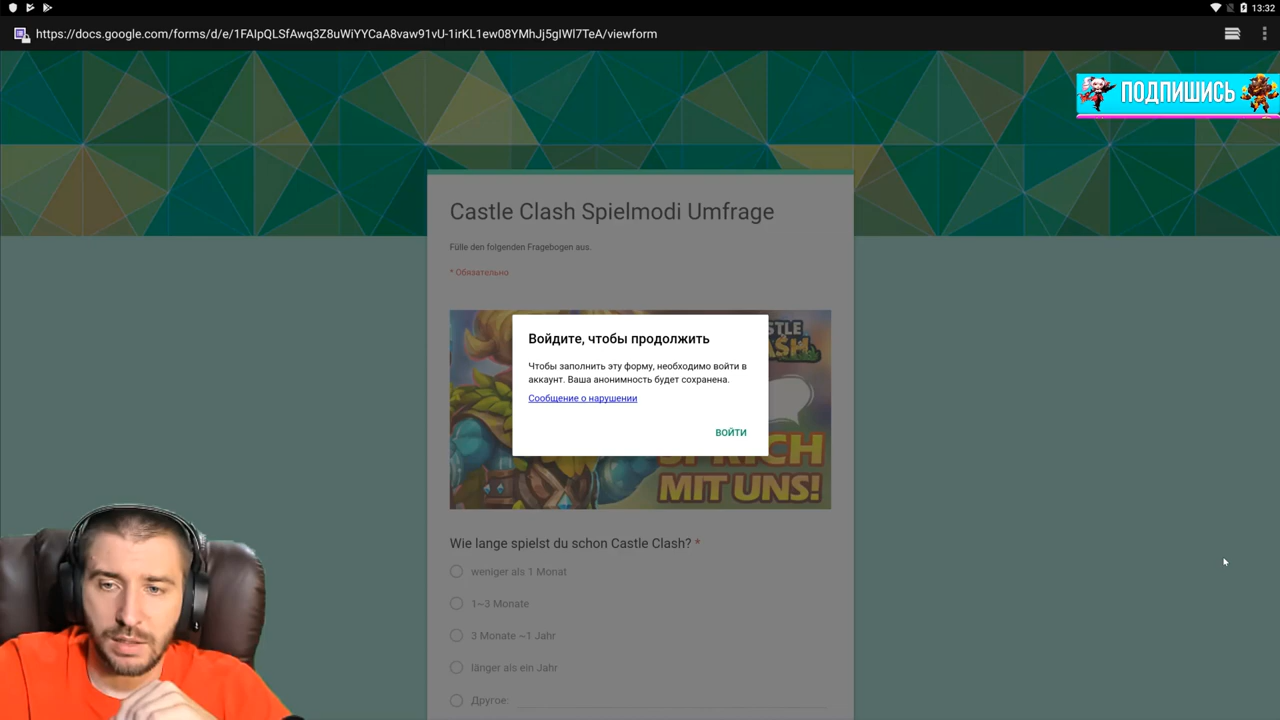 13:32
https://docs.google.com/forms/d/e/1FAIpQLSfAwq3Z8uWiYYCaA8vaw91vU-1irKL1ew08YMhJj5gIWl7TeA/viewform
ПОДПИШИСЬ
Castle Clash Spielmodi Umfrage
Fülle den folgenden Fragebogen aus.
* Обязательно
Войдите, чтобы продолжить
Чтобы заполнить эту форму, необходимо войти в
аккаунт. Ваша анонимность будет сохранена.
Сообщение о нарушении
ВОЙТИ
MIT UNS!
Wie lange spielst du schon Castle Clash? *
weniger als 1 Monat
1~3 Monate
3 Monate ~1 Jahr
länger als ein Jahr
Другое: